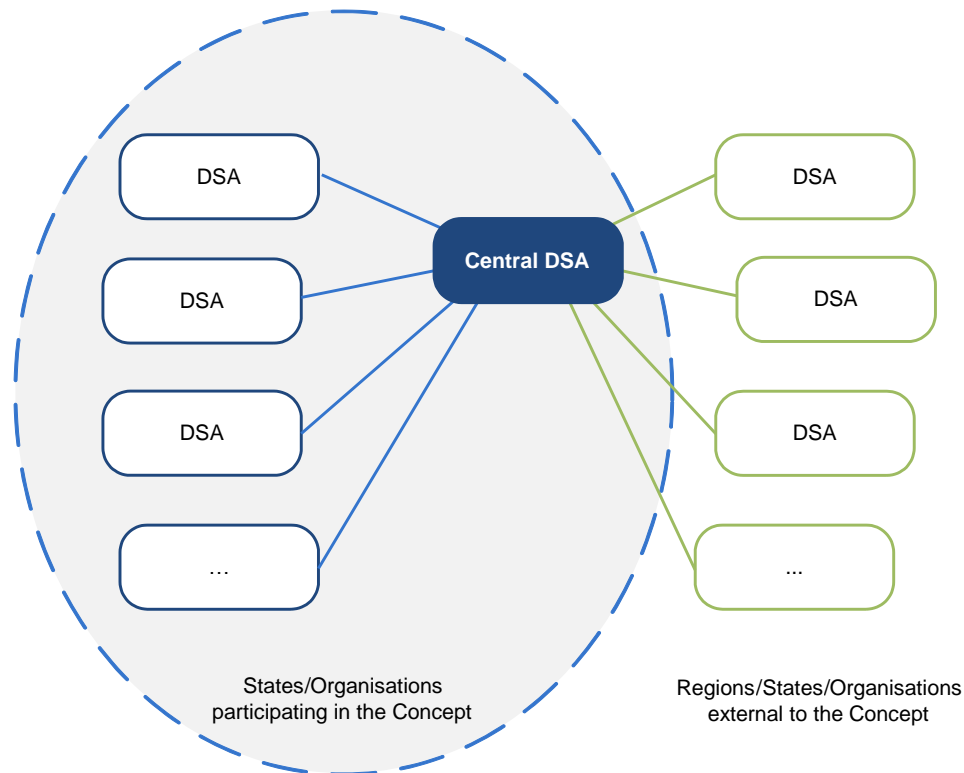 DSA
DSA
Central DSA
DSA
DSA
DSA
DSA
…
...
States/Organisations
participating in the Concept
Regions/States/Organisations
external to the Concept